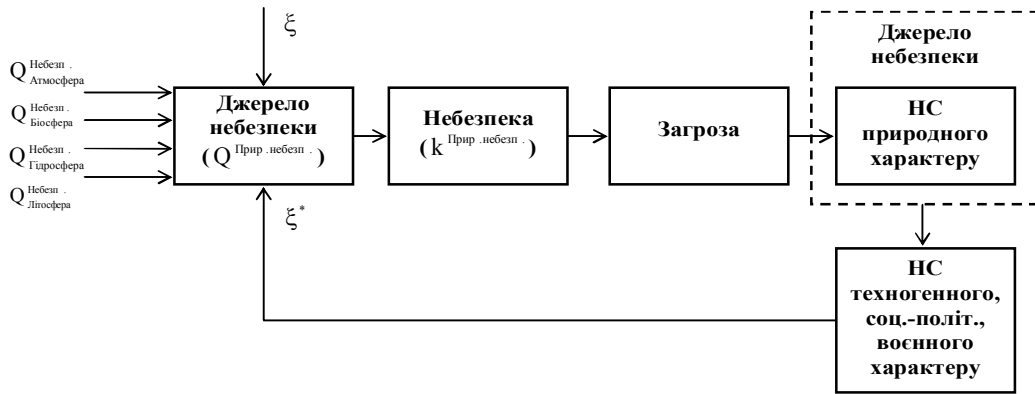 ξ
Джерело
небезпеки
Q Небезп .
Атмосфера
Q Небезп .
Біосфера
Q Небезп .
Гідросфера
Q Небезп .
Літосфера
Джерело
небезпеки
( Q Прир .небезп . )
Небезпека
( k Прир .небезп . )
Загроза
НС
природного
характеру
ξ*
НС
техногенного,
соц.-політ.,
воєнного
характеру